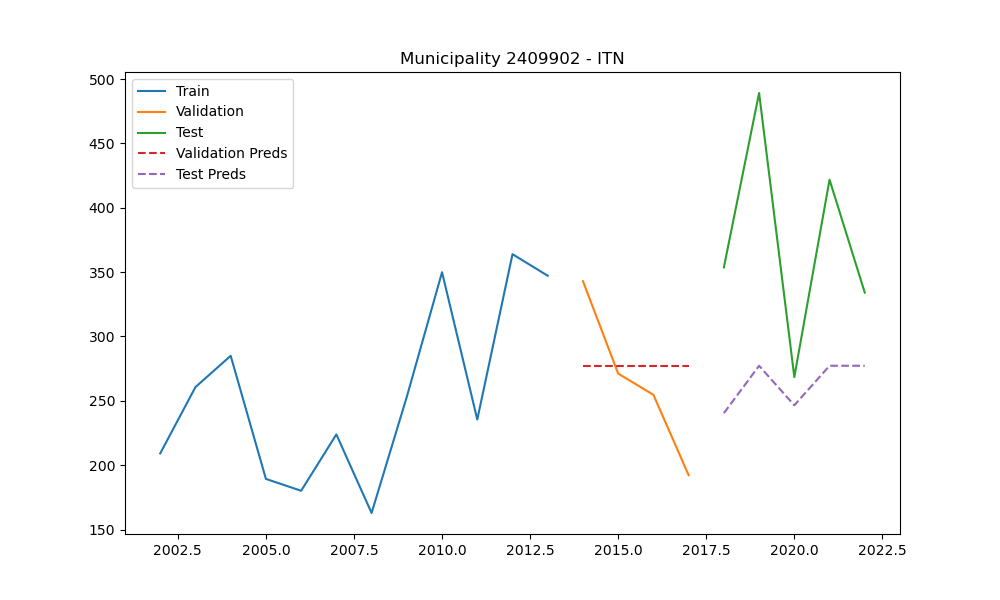 Municipality 2409902 - ITN
500
450
400
350
300
250
200
150
Train
Validation
Test
Validation Preds
Test Preds
2002.5 2005.0 2007.5 2010.0 2012.5 2015.0 2017.5 2020.0 2022.5